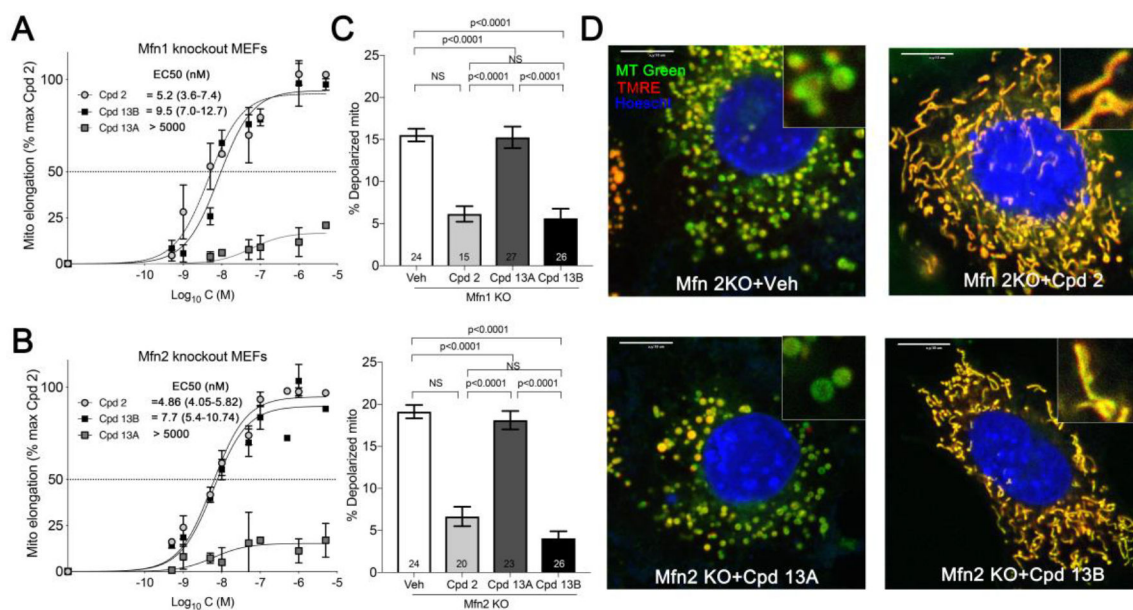 A
Mfn1 knockout MEFs
EC50 (nM)
Cpd 2 = 5.2 (3.6-7.4)
Cpd 13B = 9.5 (7.0-12.7)
Cpd 13A > 5000
Mito elongation (% max Cpd 2)
100
75
50
25
0
-10 -9 -8 -7 -6 -5
Log10 C (M)
C
p<0.0001
p<0.0001
NS
NS p<0.0001 p<0.0001
% Depolarized mito
25
20
15
10
5
0
24 15 27 26
Veh Cpd 2 Cpd 13A Cpd 13B
Mfn1 KO
D
MT Green
TMRE
Hoescht
Mfn 2KO+Veh
Mfn 2KO+Cpd 2
B
Mfn2 knockout MEFs
EC50 (nM)
Cpd 2 =4.86 (4.05-5.82)
Cpd 13B = 7.7 (5.4-10.74)
Cpd 13A > 5000
Mito elongation (% max Cpd 2)
100
75
50
25
0
-10 -9 -8 -7 -6 -5
Log10 C (M)
p<0.0001
p<0.0001
NS
NS p<0.0001 p<0.0001
% Depolarized mito
25
20
15
10
5
0
24 20 23 26
Veh Cpd 2 Cpd 13A Cpd 13B
Mfn2 KO
Mfn2 KO+Cpd 13A
Mfn2 KO+Cpd 13B